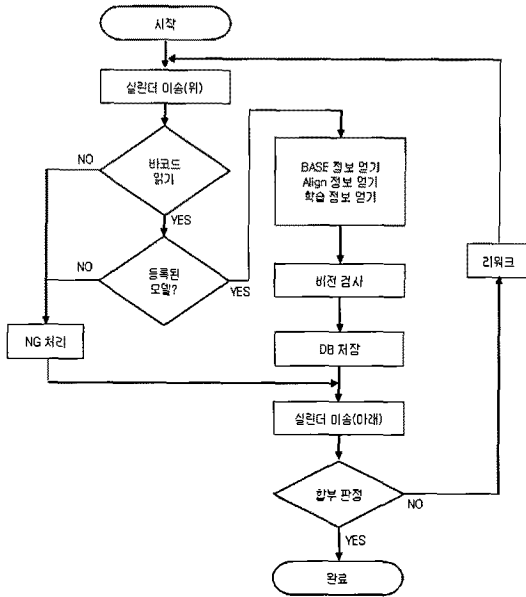 시작
실린더 이송(위)
바코드
읽기
NO
YES
등록된
모델?
NO
YES
BASE 정보 얻기
Align 정보 얻기
학습 정보 얻기
비전 검사
리워크
NG 처리
DB 저장
실린더 이송(아래)
합부 판정
NO
YES
완료